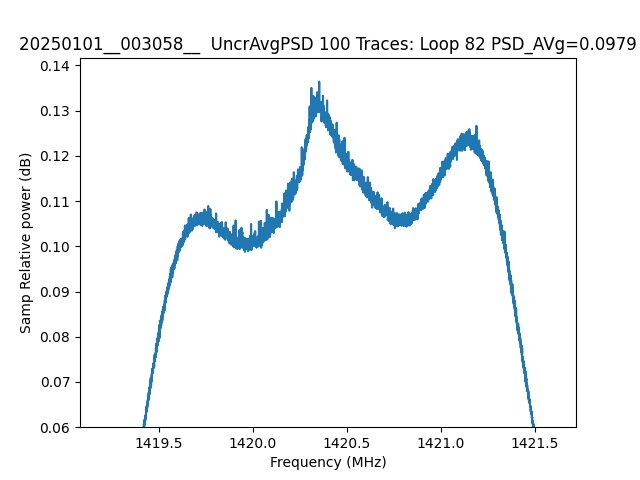 20250101__003058__  UncrAvgPSD 100 Traces: Loop 82 PSD_AVg=0.0979
0.14
0.13
0.12
0.11
0.10
0.09
0.08
0.07
0.06
Samp Relative power (dB)
1419.5 1420.0 1420.5 1421.0 1421.5
Frequency (MHz)